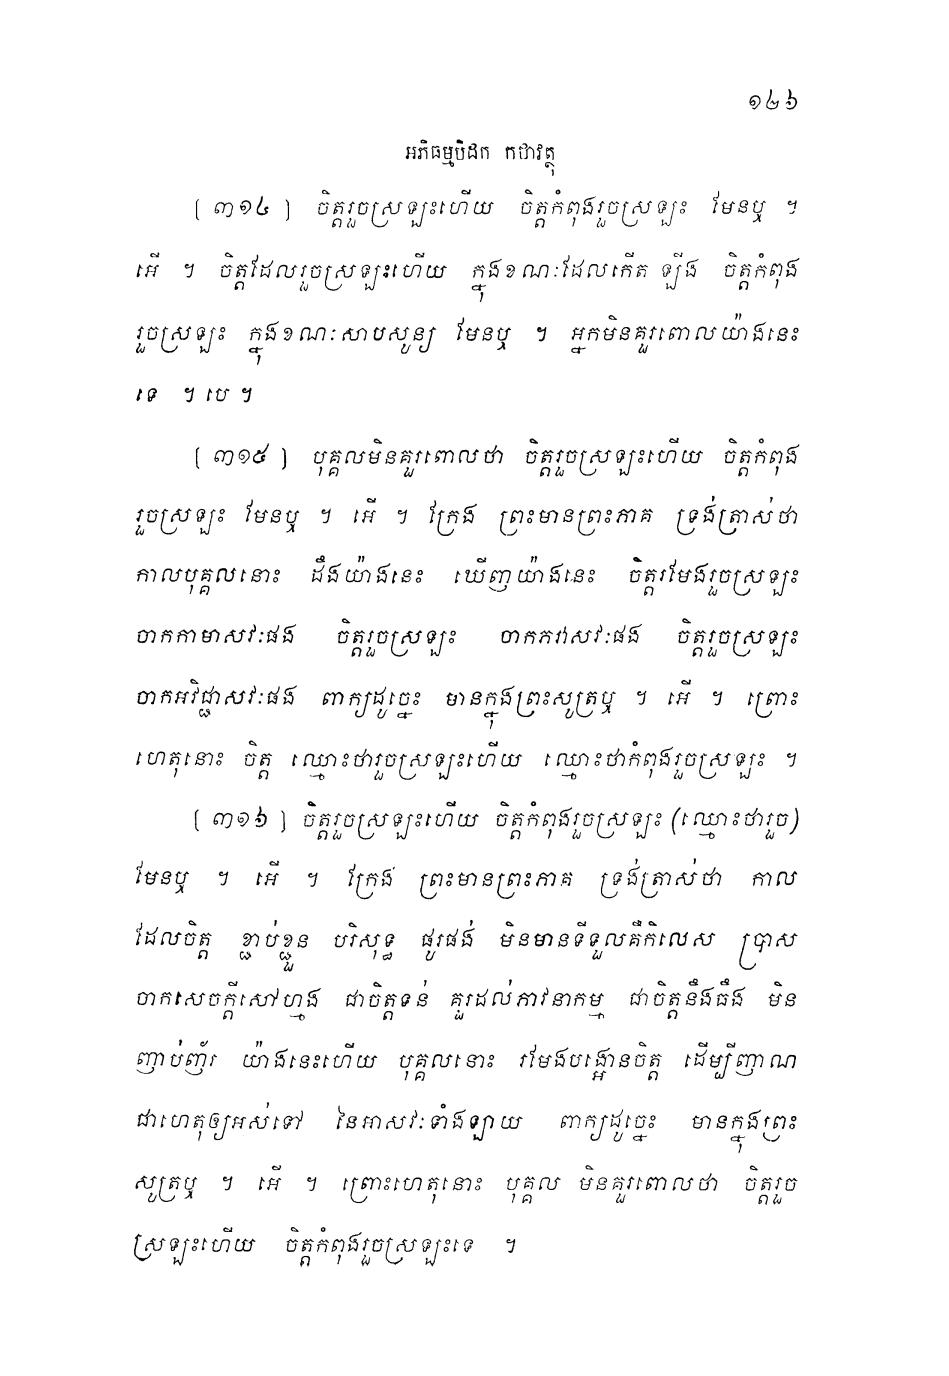 ១៤៦
អភិធម្មបិដក កថាវត្ថុ
[ ៣១៤ ] ចិត្តរួចស្រឡះហើយ ចិត្តកំពុងរួចស្រឡះ មែនឬ ។
អើ ។ ចិត្តដែលរួចស្រឡះហើយ ក្នុងខណៈដែលកើត ឡើង ចិត្តកំពុង
រួចស្រឡះ ក្នុងខណៈសាបសូន្យ មែនឬ ។ អ្នកមិនគួរពោលយ៉ាងនេះ
ទេ ។ បេ ។
[ ៣១៥ ] បុគ្គលមិនគួរពោលថា ចិត្តរួចស្រឡះហើយ ចិត្តកំពុង
រួចស្រឡះ មែនឬ ។ អើ ។ ក្រែង ព្រះមានព្រះភាគ ទ្រង់ត្រាស់ថា
កាលបុគ្គលនោះ ដឹងយ៉ាងនេះ ឃើញយ៉ាងនេះ ចិត្តរមែងរួចស្រឡះ
ចាកកាមាសវៈផង ចិត្តរួចស្រឡះ ចាកភវាសវៈផង ចិត្តរួចស្រឡះ
ចាកអវិជ្ជាសវៈផង ពាក្យដូច្នេះ មានក្នុងព្រះសូត្រឬ ។ អើ ។ ព្រោះ
ហេតុនោះ ចិត្ត ឈ្មោះថារួចស្រឡះហើយ ឈ្មោះថាកំពុងរួចស្រឡះ ។
[ ៣១៦ ] ចិត្តរួចស្រឡះហើយ ចិត្តកំពុងរួចស្រឡះ (ឈ្មោះថារួច)
មែនឬ ។ អើ ។ ក្រែង ព្រះមានព្រះភាគ ទ្រង់ត្រាស់ថា កាល
ដែលចិត្ត ខ្ជាប់ខ្ជួន បរិសុទ្ធ ផូរផង់ មិនមានទីទួលគឺកិលេស ប្រាស
ចាកសេចក្តីសៅហ្មង ជាចិត្តទន់ គួរដល់ភាវនាកម្ម ជាចិត្តនឹងធឹង មិន
ញាប់ញ័រ យ៉ាងនេះហើយ បុគ្គលនោះ រមែងបង្អោនចិត្ត ដើម្បីញាណ
ជាហេតុឲ្យអស់ទៅ នៃអាសវៈទាំងឡាយ ពាក្យដូច្នេះ មានក្នុងព្រះ
សូត្រឬ ។ អើ ។ ព្រោះហេតុនោះ បុគ្គល មិនគួរពោលថា ចិត្តរួច
ស្រឡះហើយ ចិត្តកំពុងរួចស្រឡះទេ ។